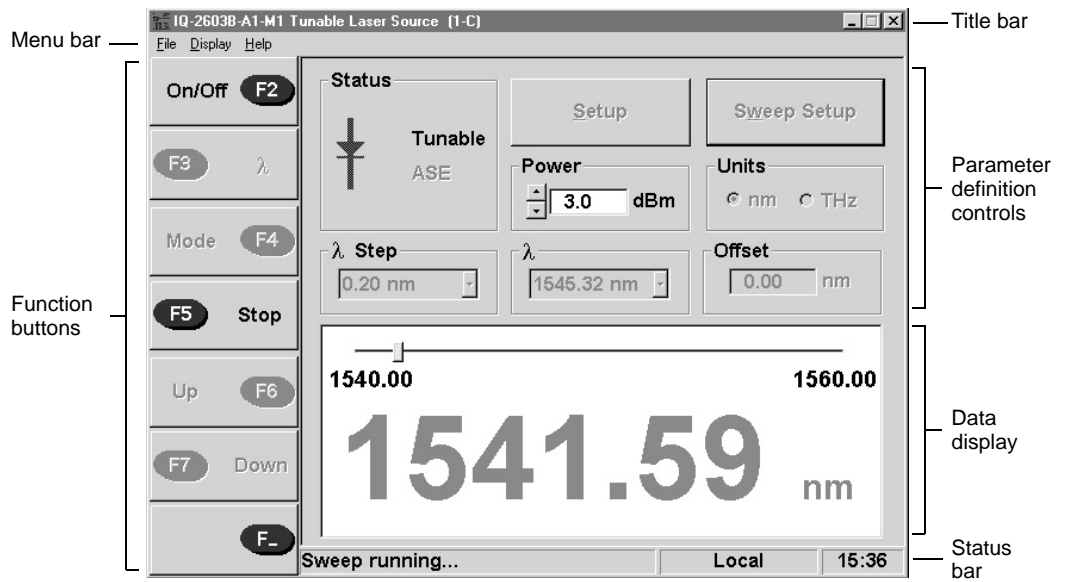 IQ-2603B-A1-M1 Tunable Laser Source (1-C)
Title bar
Menu bar
File Display Help
Function
buttons
On/Off F2
F3 λ
Mode F4
F5 Stop
Up F6
F7 Down
F_
Status
Tunable
ASE
Setup
Sweep Setup
Power
3.0 dBm
Units
nm THz
λ Step
0.20 nm
λ
1545.32 nm
Offset
0.00 nm
Parameter
definition
controls
1540.00 1560.00
1541.59 nm
Data
display
Sweep running... Local 15:36
Status
bar